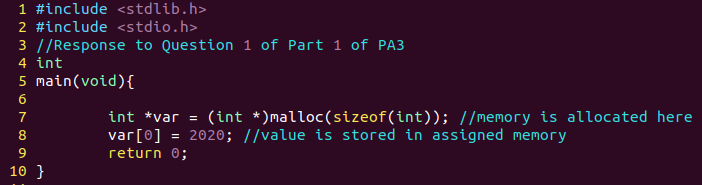 1 #include <stdlib.h>
2 #include <stdio.h>
3 //Response to Question 1 of Part 1 of PA3
4 int
5 main(void){
6
7         int *var = (int *)malloc(sizeof(int)); //memory is allocated here
8         var[0] = 2020; //value is stored in assigned memory
9         return 0;
10 }